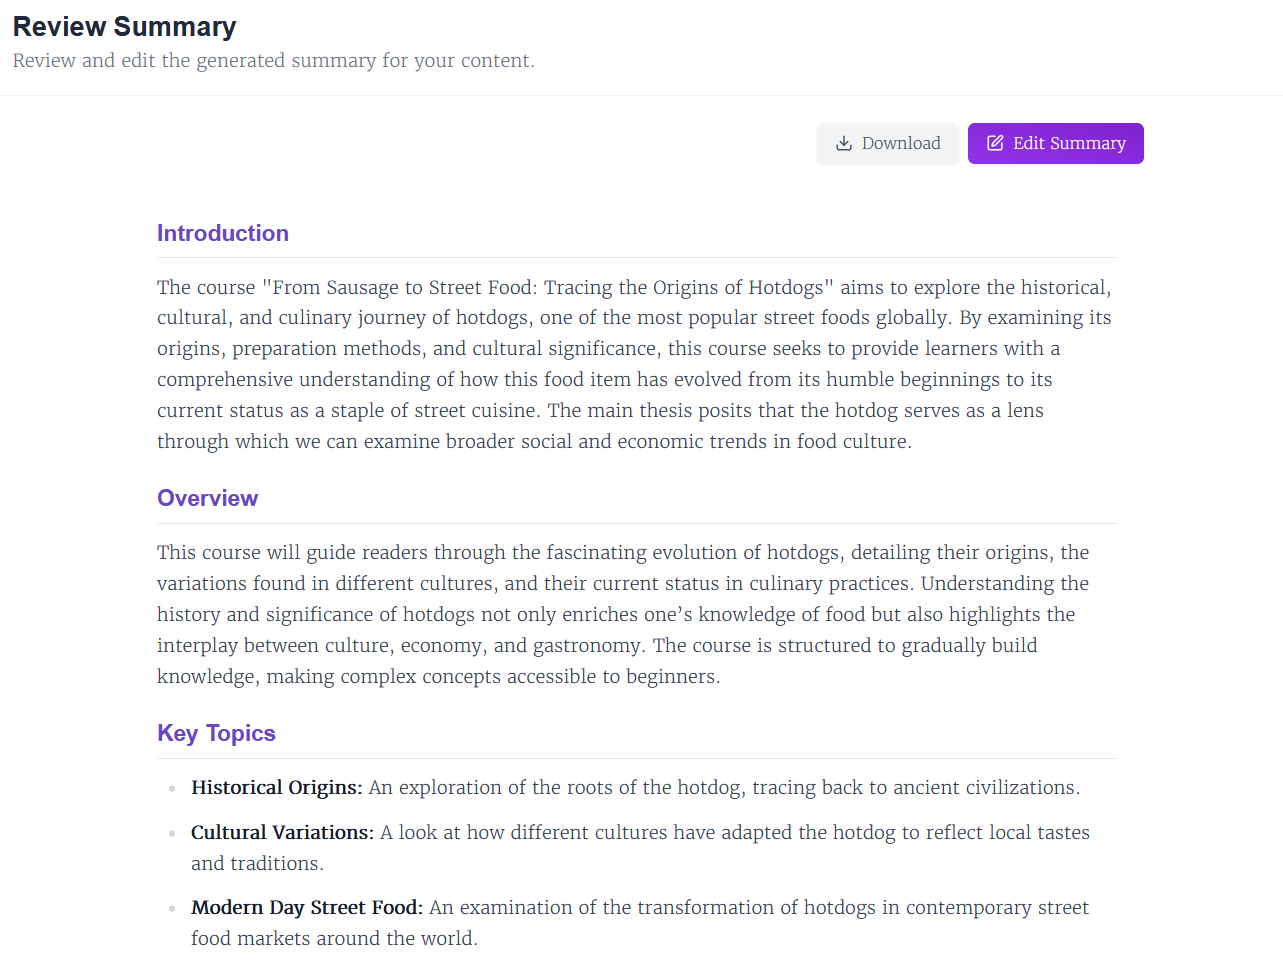 Review Summary
Review and edit the generated summary for your content.
Download
Edit Summary
Introduction
The course "From Sausage to Street Food: Tracing the Origins of Hotdogs" aims to explore the historical,
cultural, and culinary journey of hotdogs, one of the most popular street foods globally. By examining its
origins, preparation methods, and cultural significance, this course seeks to provide learners with a
comprehensive understanding of how this food item has evolved from its humble beginnings to its
current status as a staple of street cuisine. The main thesis posits that the hotdog serves as a lens
through which we can examine broader social and economic trends in food culture.
Overview
This course will guide readers through the fascinating evolution of hotdogs, detailing their origins, the
variations found in different cultures, and their current status in culinary practices. Understanding the
history and significance of hotdogs not only enriches one’s knowledge of food but also highlights the
interplay between culture, economy, and gastronomy. The course is structured to gradually build
knowledge, making complex concepts accessible to beginners.
Key Topics
Historical Origins: An exploration of the roots of the hotdog, tracing back to ancient civilizations.
Cultural Variations: A look at how different cultures have adapted the hotdog to reflect local tastes
and traditions.
Modern Day Street Food: An examination of the transformation of hotdogs in contemporary street
food markets around the world.